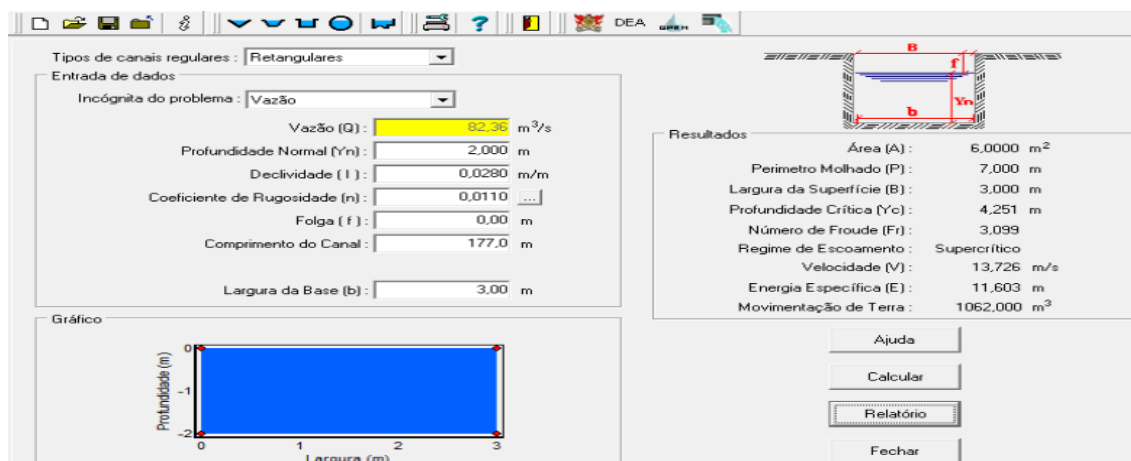 DEA GPRH
Tipos de canais regulares : Retangulares
Entrada de dados
Incógnita do problema : Vazão
Vazão (Q) : 82,36 m³/s
Profundidade Normal (Yn) : 2,000 m
Declividade ( I ) : 0,0280 m/m
Coeficiente de Rugosidade (n) : 0,0110 ...
Folga ( f ) : 0,00 m
Comprimento do Canal : 177,0 m
Largura da Base (b) : 3,00 m
Gráfico
Profundidade (m)
0
-1
-2
0 1 2 3
Largura (m)
B
f
Yn
b
Resultados
Área (A) : 6,0000 m²
Perimetro Molhado (P) : 7,000 m
Largura da Superfície (B) : 3,000 m
Profundidade Crítica (Yc) : 4,251 m
Número de Froude (Fr) : 3,099
Regime de Escoamento : Supercrítico
Velocidade (V) : 13,726 m/s
Energia Específica (E) : 11,603 m
Movimentação de Terra : 1062,000 m³
Ajuda
Calcular
Relatório
Fechar